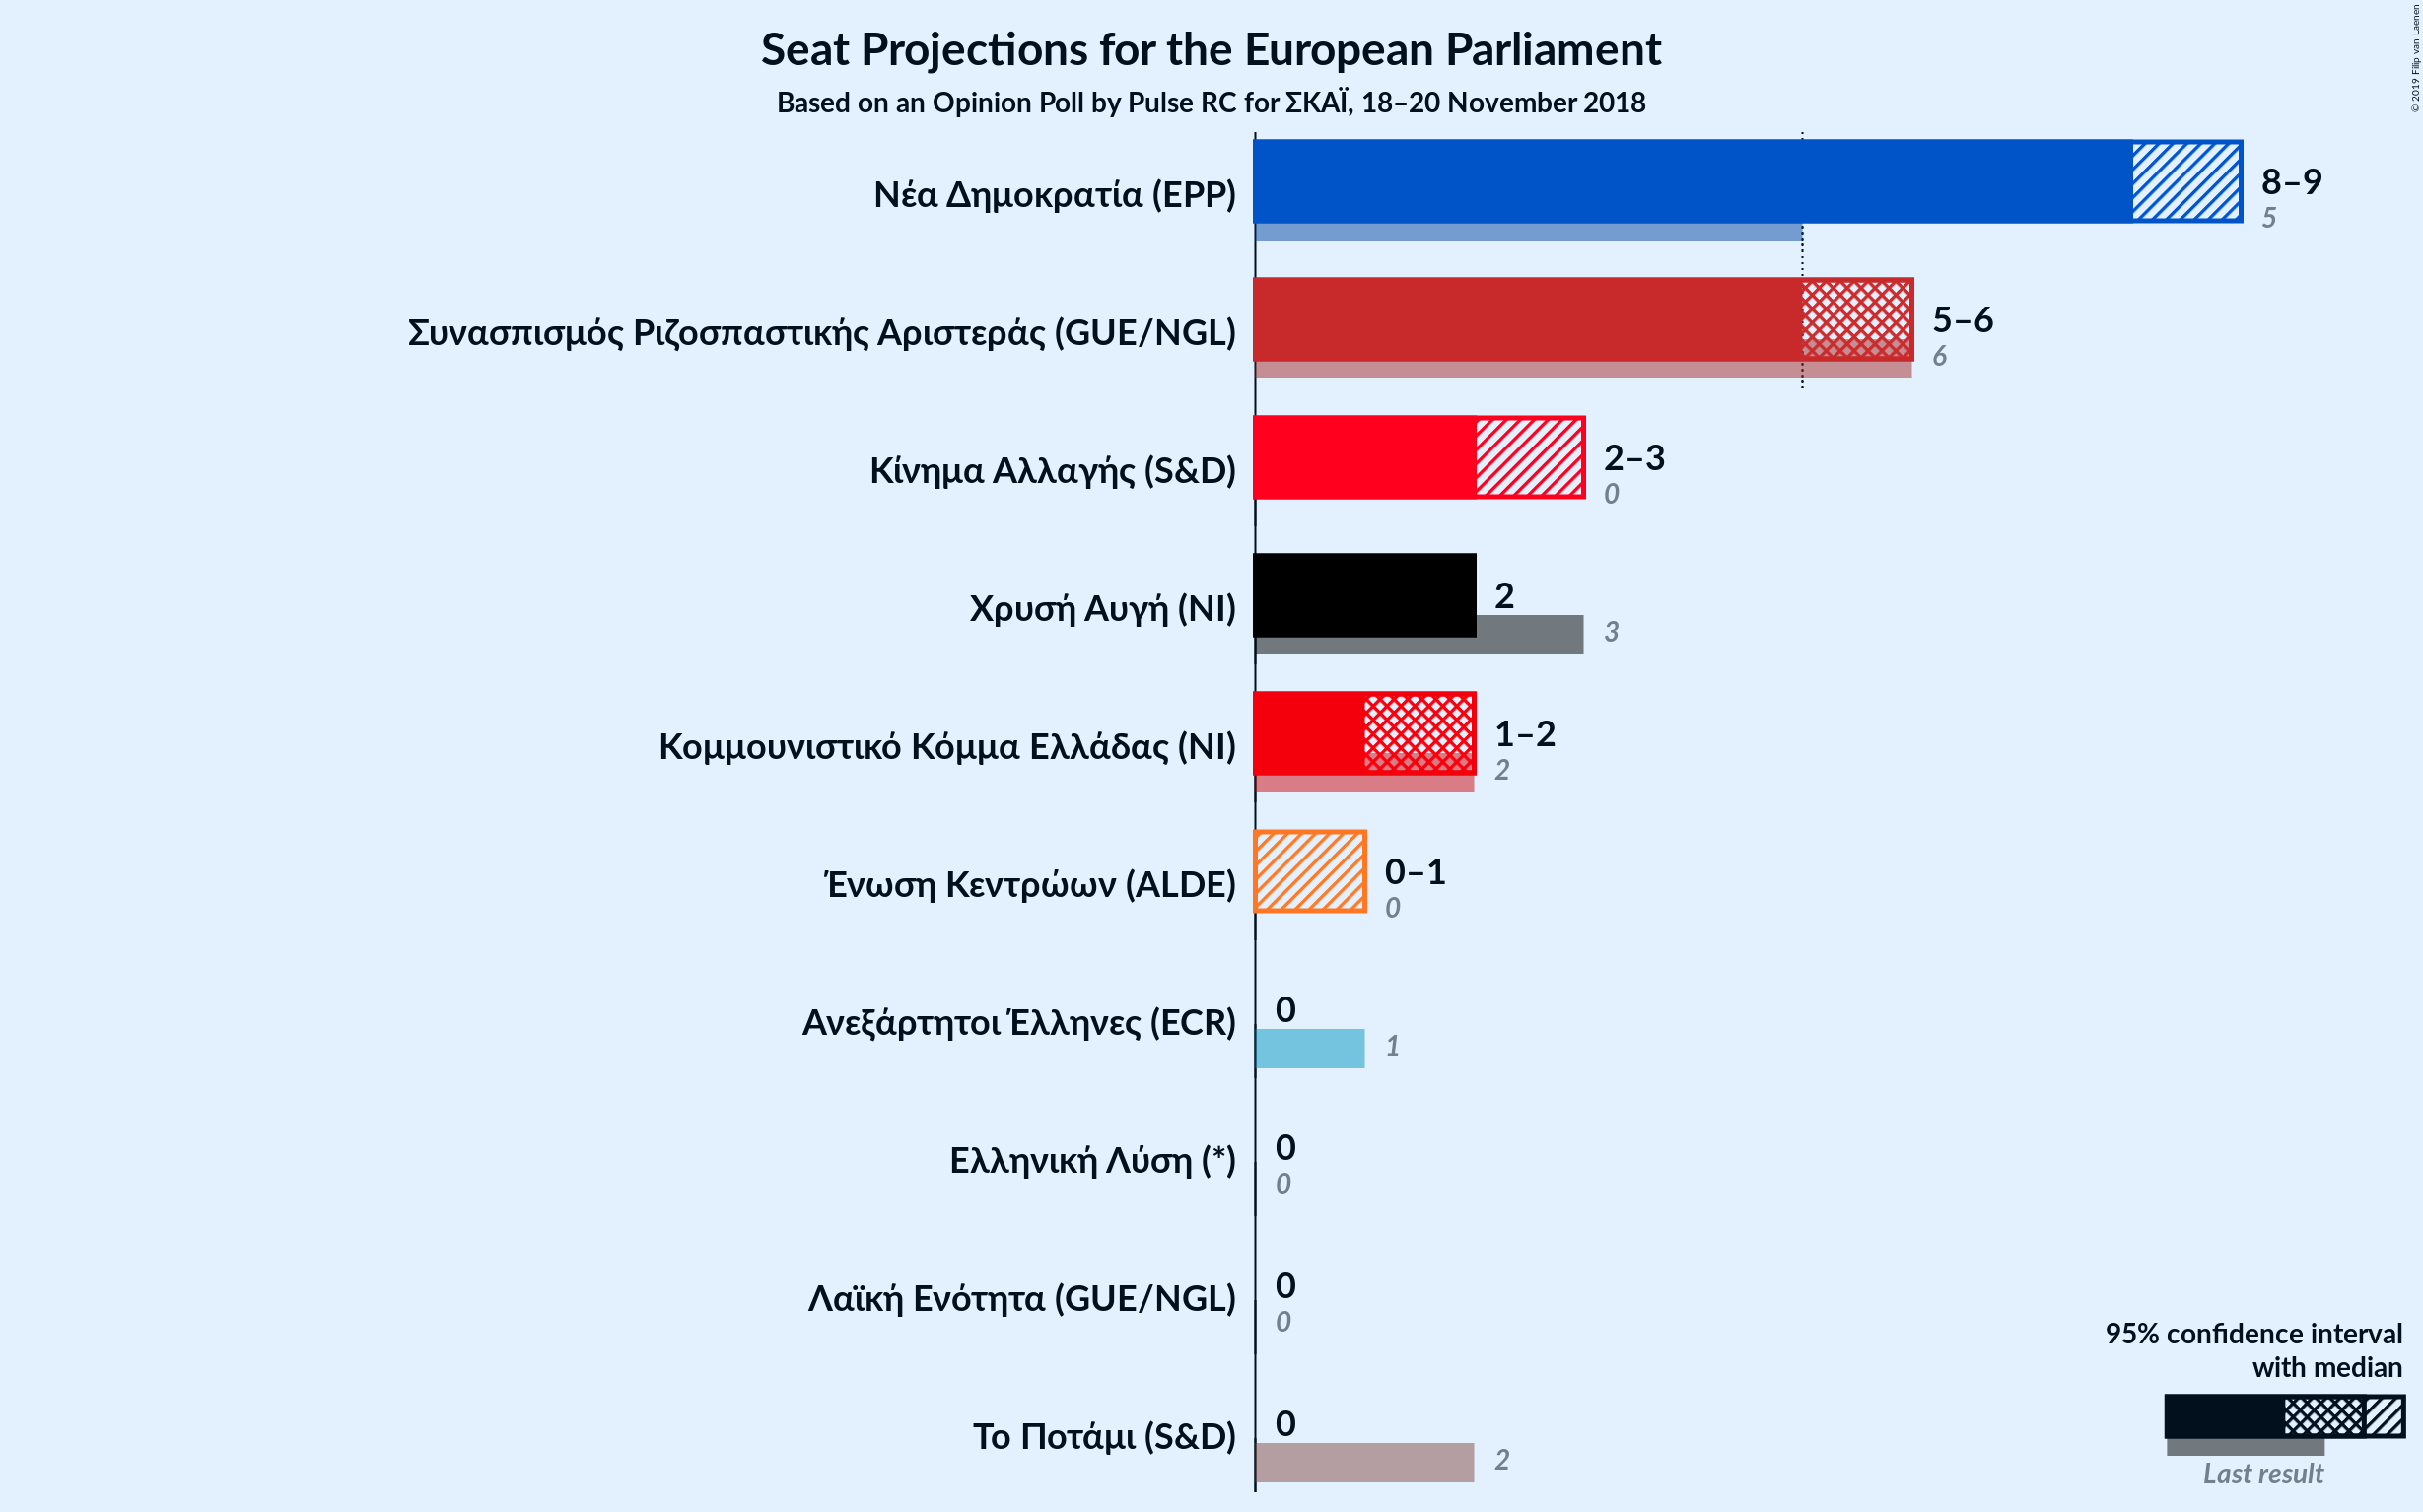 Seat Projections for the European Parliament
Based on an Opinion Poll by Pulse RC for ΣΚΑΪ, 18–20 November 2018
© 2019 Filip van Laenen
Νέα Δημοκρατία (EPP)
8–9
5
Συνασπισμός Ριζοσπαστικής Αριστεράς (GUE/NGL)
5–6
6
Κίνημα Αλλαγής (S&D)
2–3
0
Χρυσή Αυγή (NI)
2
3
Κομμουνιστικό Κόμμα Ελλάδας (NI)
1–2
2
Ένωση Κεντρώων (ALDE)
0–1
0
Ανεξάρτητοι Έλληνες (ECR)
0
1
Ελληνική Λύση (*)
0
0
Λαϊκή Ενότητα (GUE/NGL)
0
0
Το Ποτάμι (S&D)
0
2
95% confidence interval
with median
Last result